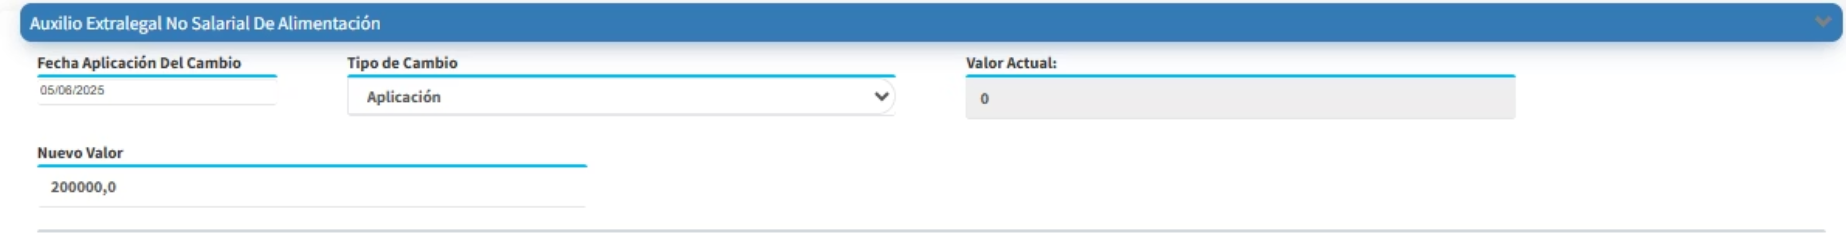 Auxilio Extralegal No Salarial De Alimentación
Fecha Aplicación Del Cambio
Tipo de Cambio
Valor Actual:
05/06/2025
Aplicación
0
Nuevo Valor
200000,0